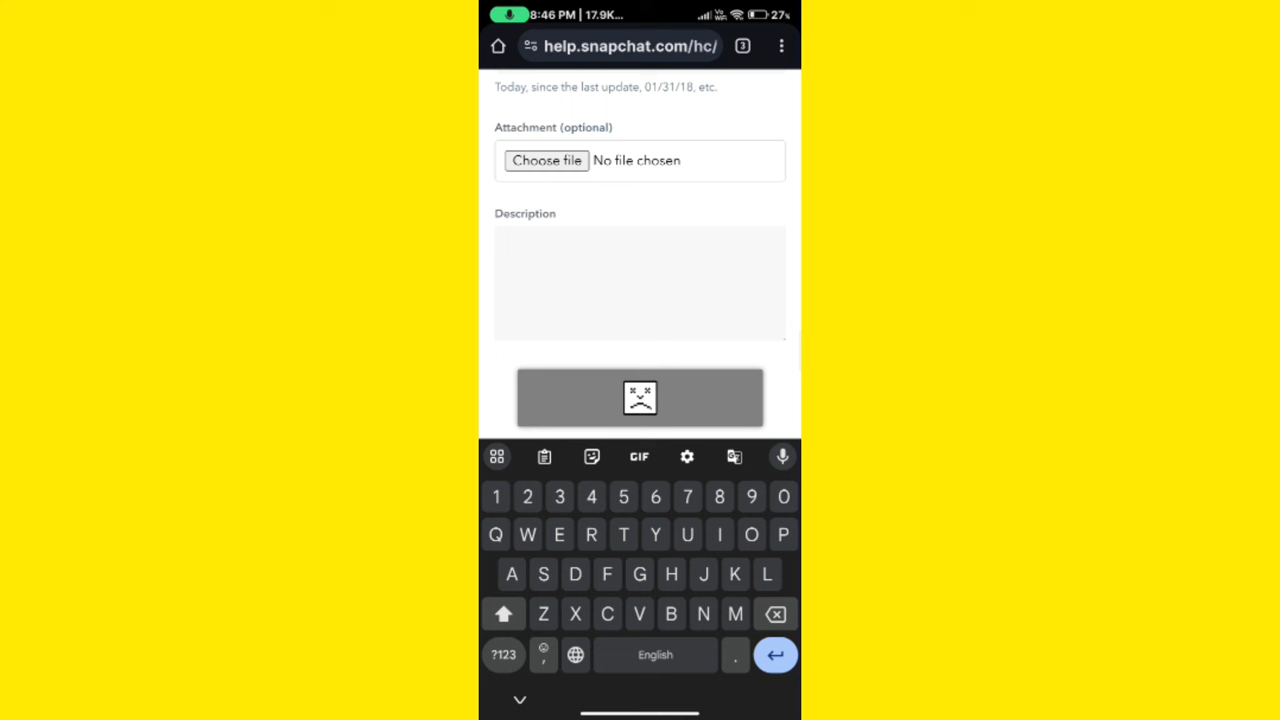 8:46 PM | 17.9K...
Vo
WiFi
27%
help.snapchat.com/hc/
3
Today, since the last update, 01/31/18, etc.
Attachment (optional)
Choose file No file chosen
Description
GIF
1 2 3 4 5 6 7 8 9 0
Q W E R T Y U I O P
A S D F G H J K L
Z X C V B N M
?123 , English .